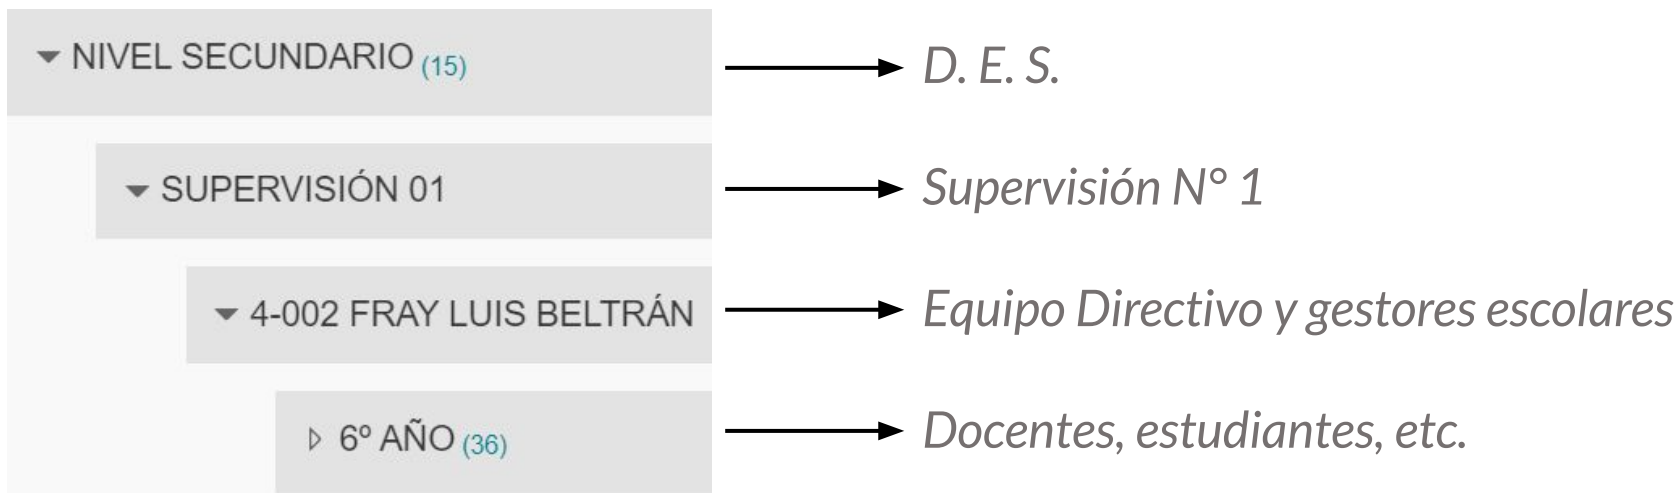 NIVEL SECUNDARIO (15)
D. E. S.
SUPERVISIÓN 01
Supervisión N° 1
4-002 FRAY LUIS BELTRÁN
Equipo Directivo y gestores escolares
6º AÑO (36)
Docentes, estudiantes, etc.